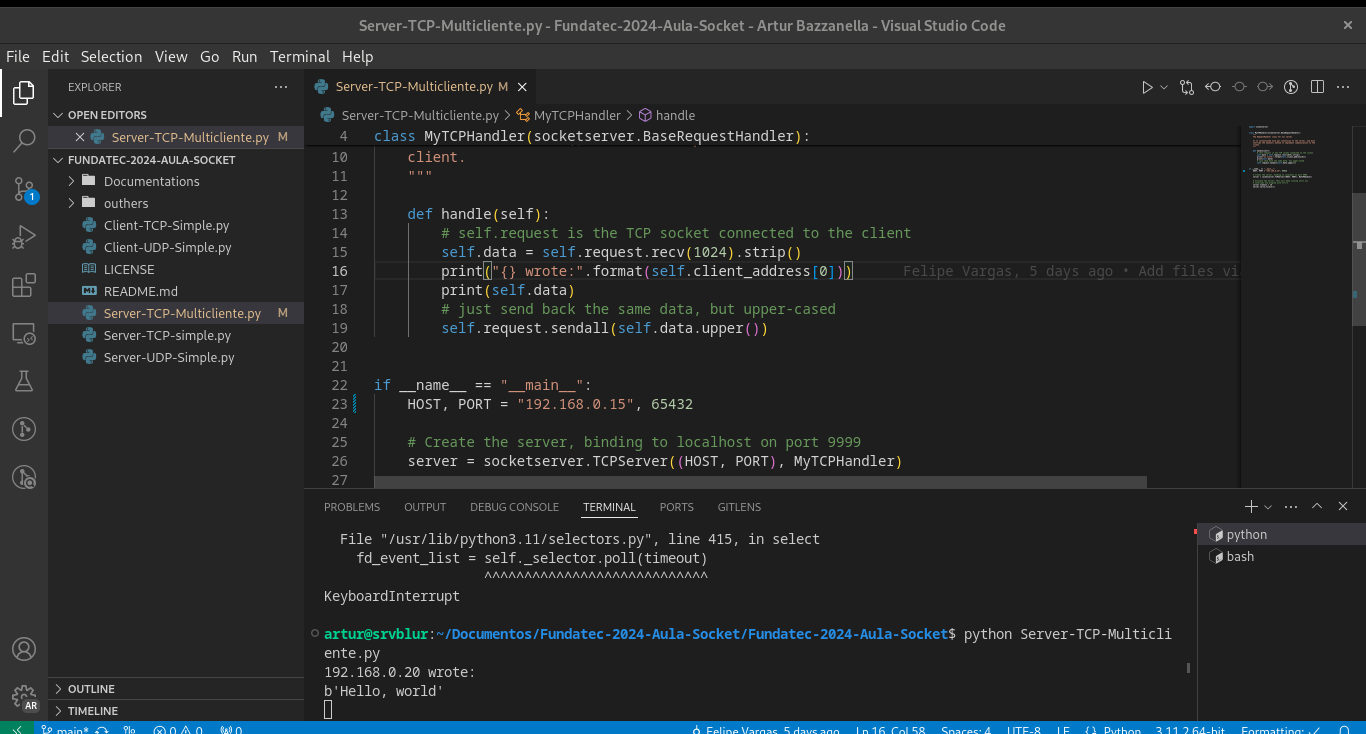 Server-TCP-Multicliente.py - Fundatec-2024-Aula-Socket - Artur Bazzanella - Visual Studio Code
File Edit Selection View Go Run Terminal Help
EXPLORER
OPEN EDITORS
Server-TCP-Multicliente.py M
FUNDATEC-2024-AULA-SOCKET
Documentations
outhers
Client-TCP-Simple.py
Client-UDP-Simple.py
LICENSE
README.md
Server-TCP-Multicliente.py M
Server-TCP-simple.py
Server-UDP-Simple.py
OUTLINE
TIMELINE
1
AR
Server-TCP-Multicliente.py M
Server-TCP-Multicliente.py > MyTCPHandler > handle
4 class MyTCPHandler(socketserver.BaseRequestHandler):
10 client.
11 """
12
13 def handle(self):
14 # self.request is the TCP socket connected to the client
15 self.data = self.request.recv(1024).strip()
16 print("{} wrote:".format(self.client_address[0])) Felipe Vargas, 5 days ago • Add files vi
17 print(self.data)
18 # just send back the same data, but upper-cased
19 self.request.sendall(self.data.upper())
20
21
22 if __name__ == "__main__":
23 HOST, PORT = "192.168.0.15", 65432
24
25 # Create the server, binding to localhost on port 9999
26 server = socketserver.TCPServer((HOST, PORT), MyTCPHandler)
27
PROBLEMS OUTPUT DEBUG CONSOLE TERMINAL PORTS GITLENS
File "/usr/lib/python3.11/selectors.py", line 415, in select
fd_event_list = self._selector.poll(timeout)
^^^^^^^^^^^^^^^^^^^^^^^^^^^^
KeyboardInterrupt
artur@srvblur:~/Documentos/Fundatec-2024-Aula-Socket/Fundatec-2024-Aula-Socket$ python Server-TCP-Multicli
ente.py
192.168.0.20 wrote:
b'Hello, world'
python
bash
main* 0 0 0 Felipe Vargas, 5 days ago Ln 16, Col 58 Spaces: 4 UTF-8 LF {} Python 3.11.2 64-bit Formatting: ✓